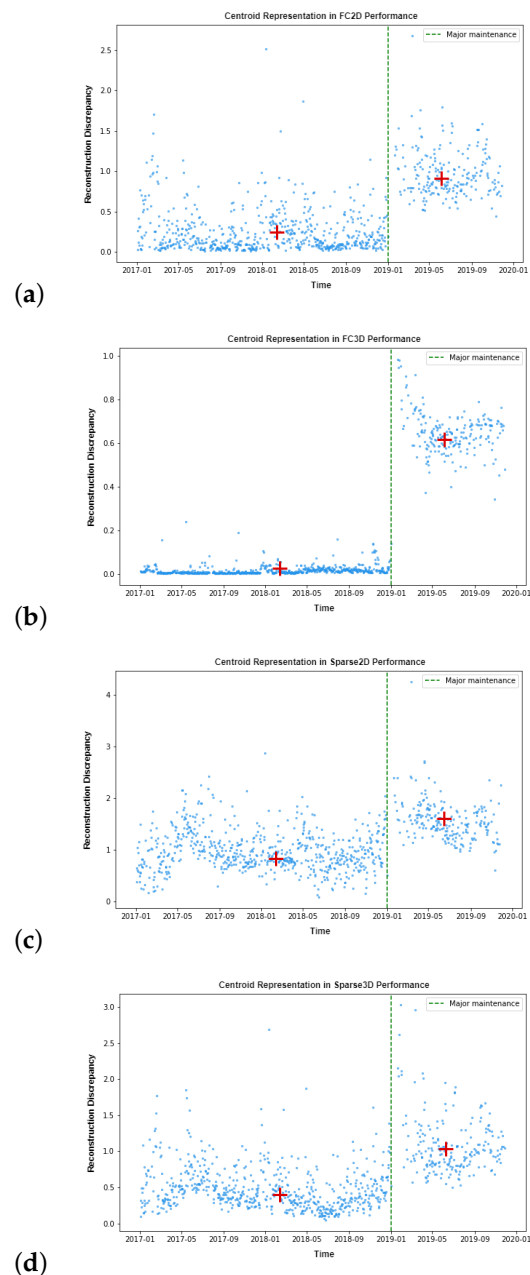 Centroid Representation in FC2D Performance
Major maintenance
Reconstruction Discrepancy
2.5
2.0
1.5
1.0
0.5
0.0
2017-01 2017-05 2017-09 2018-01 2018-05 2018-09 2019-01 2019-05 2019-09 2020-01
Time
(a)
Centroid Representation in FC3D Performance
Major maintenance
Reconstruction Discrepancy
1.0
0.8
0.6
0.4
0.2
0.0
2017-01 2017-05 2017-09 2018-01 2018-05 2018-09 2019-01 2019-05 2019-09 2020-01
Time
(b)
Centroid Representation in Sparse2D Performance
Major maintenance
Reconstruction Discrepancy
4
3
2
1
0
2017-01 2017-05 2017-09 2018-01 2018-05 2018-09 2019-01 2019-05 2019-09 2020-01
Time
(c)
Centroid Representation in Sparse3D Performance
Major maintenance
Reconstruction Discrepancy
3.0
2.5
2.0
1.5
1.0
0.5
0.0
2017-01 2017-05 2017-09 2018-01 2018-05 2018-09 2019-01 2019-05 2019-09 2020-01
Time
(d)